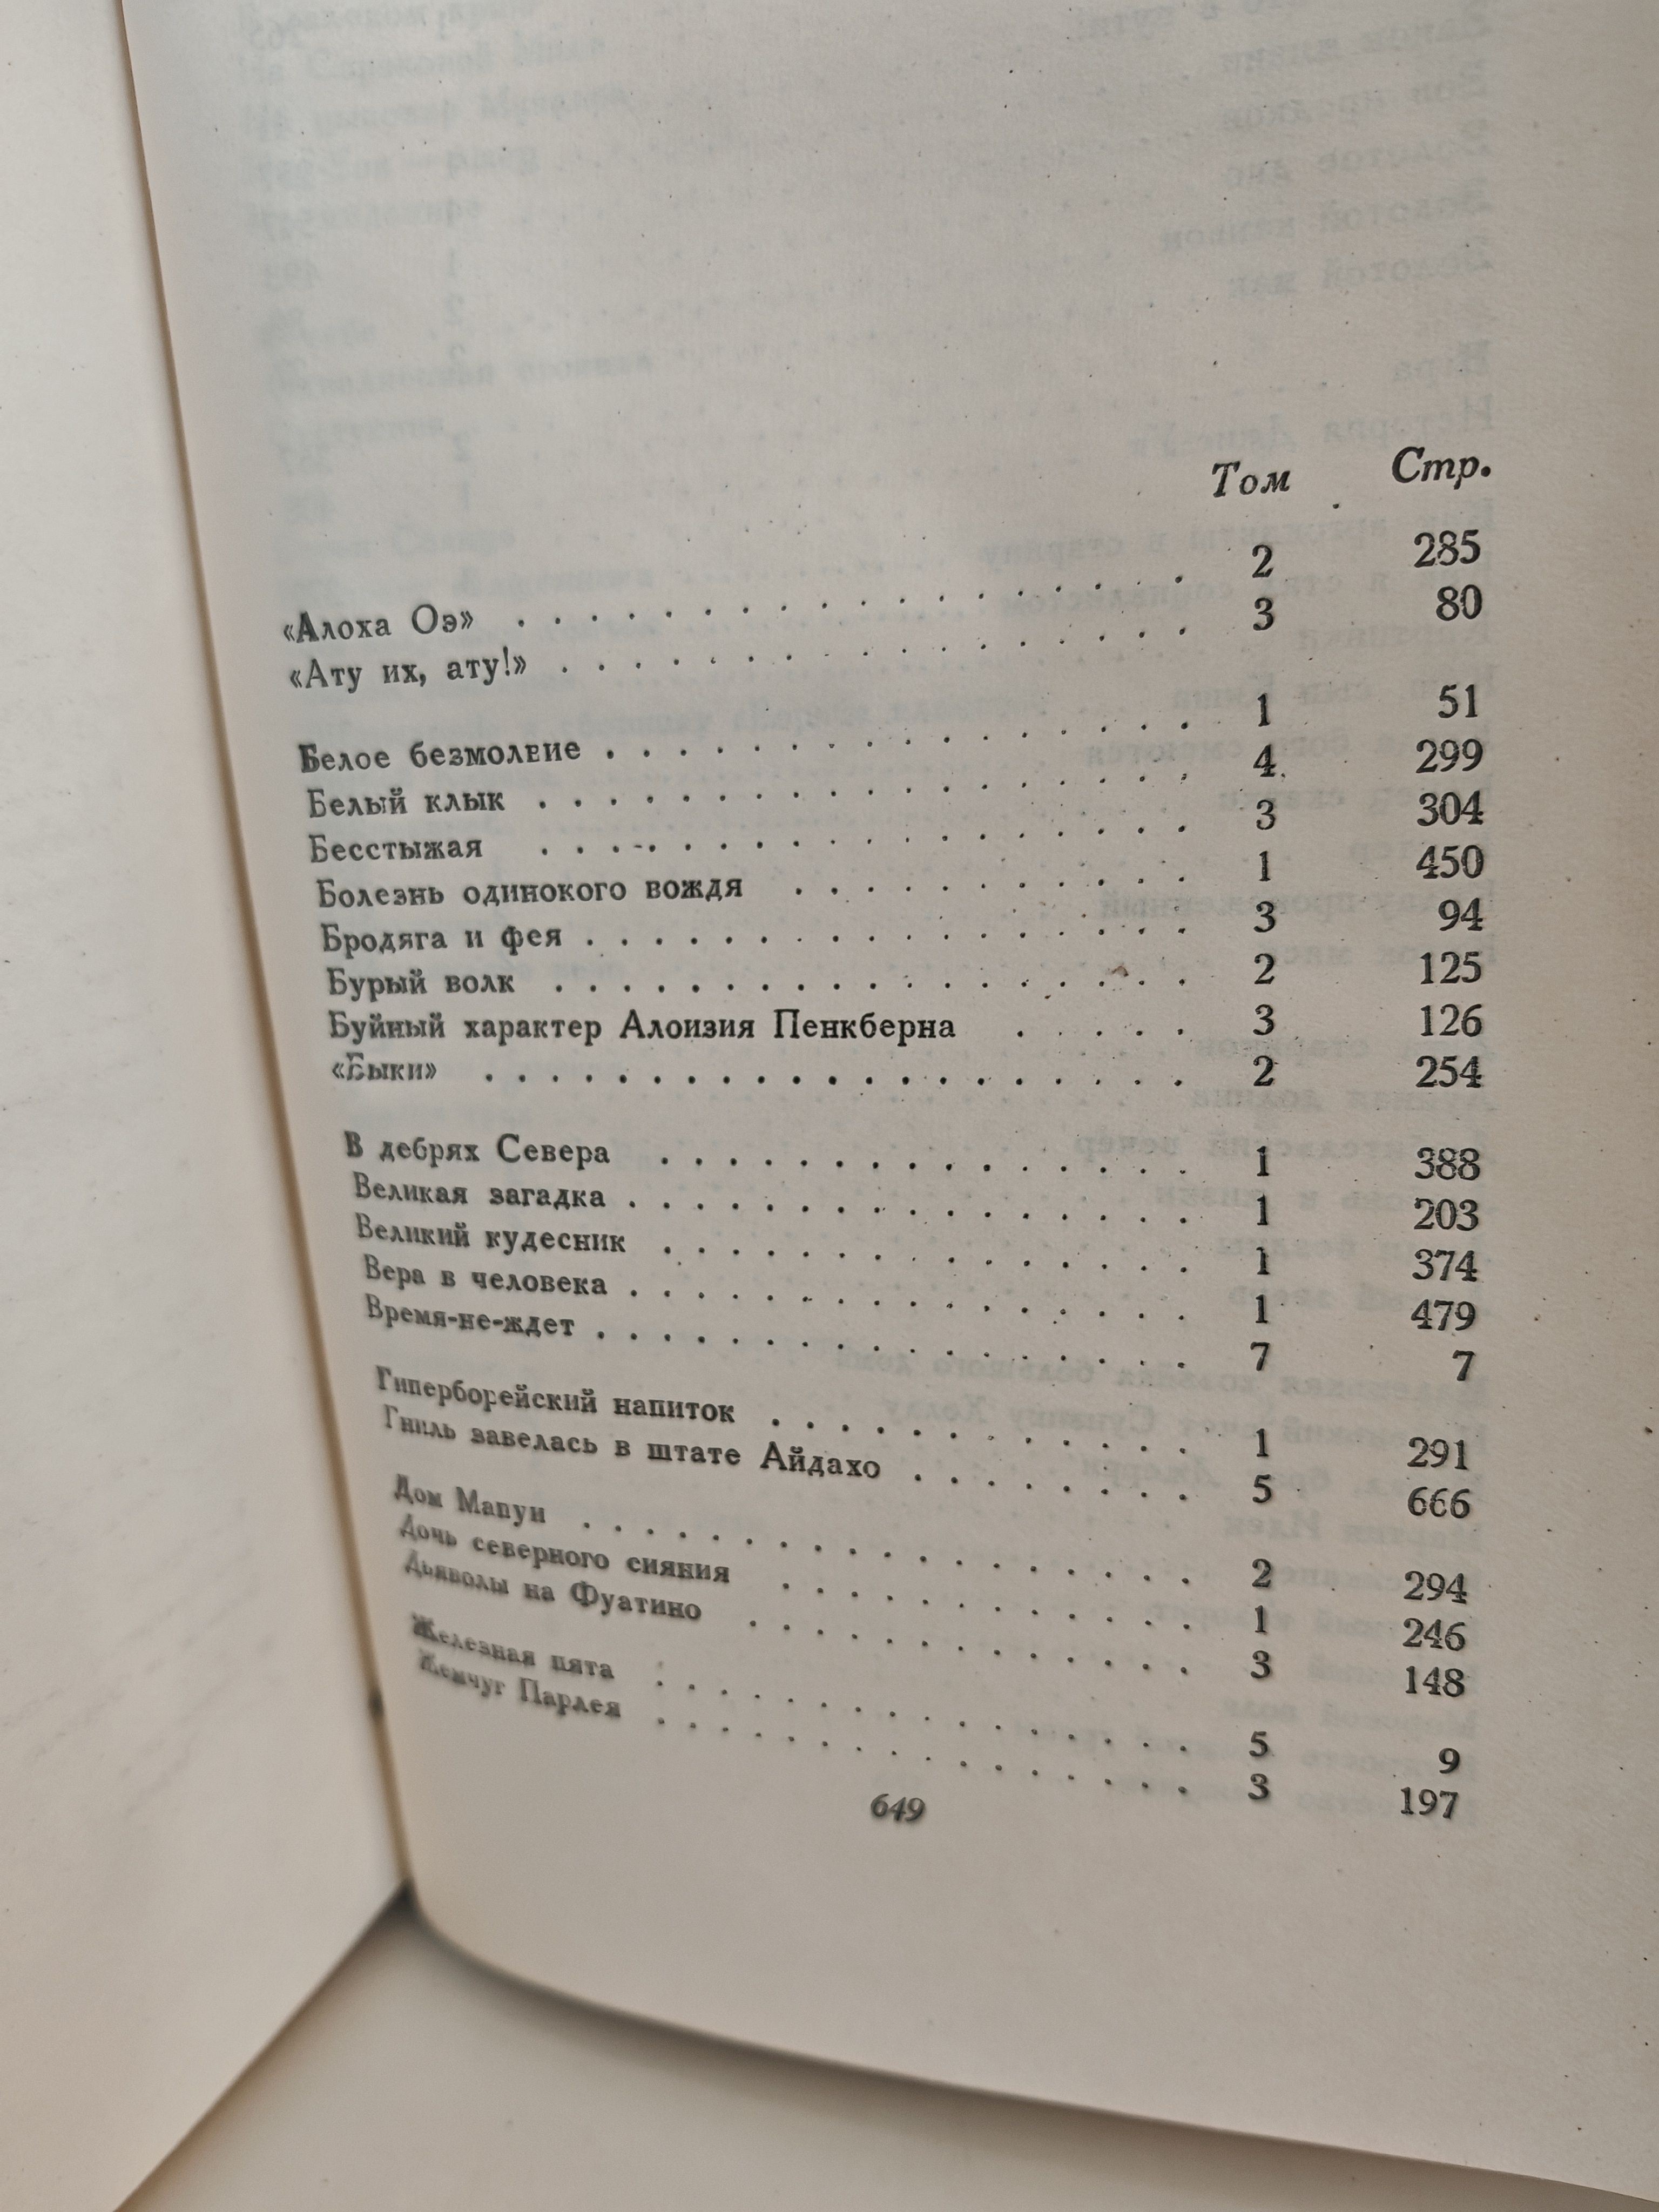 Том Стр.
«Алоха Оэ» . . . . . . . . . . . . . . . . 2 285
«Ату их, ату!» . . . . . . . . . . . . . . . 3 80
Белое безмолвие . . . . . . . . . . . . . . . 1 51
Белый клык . . . . . . . . . . . . . . . . 4 299
Бесстыжая . . . . . . . . . . . . . . . . 3 304
Болезнь одинокого вождя . . . . . . . . . . . 1 450
Бродяга и фея . . . . . . . . . . . . . . . 3 94
Бурый волк . . . . . . . . . . . . . . . . 2 125
Буйный характер Алоизия Пенкберна . . . . . 3 126
«Быки» . . . . . . . . . . . . . . . . . 2 254
В дебрях Севера . . . . . . . . . . . . . . 1 388
Великая загадка . . . . . . . . . . . . . . . 1 203
Великий кудесник . . . . . . . . . . . . . . 1 374
Вера в человека . . . . . . . . . . . . . . . 1 479
Время-не-ждет . . . . . . . . . . . . . . . 7 7
Гиперборейский напиток . . . . . . . . . . . . 1 291
Гниль завелась в штате Айдахо . . . . . . . . 5 666
Дом Мапуи . . . . . . . . . . . . . . . . 2 294
Дочь северного сияния . . . . . . . . . . . . 1 246
Дьяволы на Фуатино . . . . . . . . . . . . . 3 148
Железная пята . . . . . . . . . . . . . . . 5 9
Жемчуг Парлея . . . . . . . . . . . . . . . 3 197
649